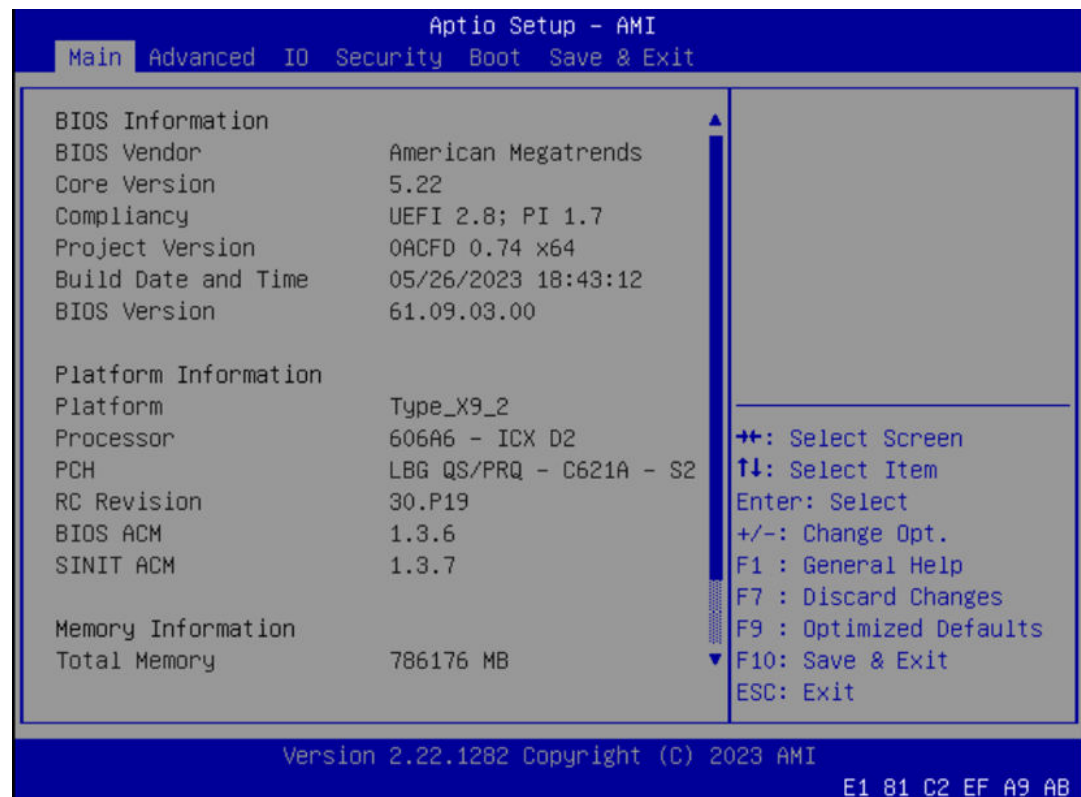 Aptio Setup – AMI
Main Advanced IO Security Boot Save & Exit
BIOS Information
BIOS Vendor American Megatrends
Core Version 5.22
Compliancy UEFI 2.8; PI 1.7
Project Version 0ACFD 0.74 x64
Build Date and Time 05/26/2023 18:43:12
BIOS Version 61.09.03.00
Platform Information
Platform Type_X9_2
Processor 606A6 – ICX D2
PCH LBG QS/PRQ – C621A – S2
RC Revision 30.P19
BIOS ACM 1.3.6
SINIT ACM 1.3.7
Memory Information
Total Memory 786176 MB
→←: Select Screen
↑↓: Select Item
Enter: Select
+/-: Change Opt.
F1 : General Help
F7 : Discard Changes
F9 : Optimized Defaults
F10: Save & Exit
ESC: Exit
Version 2.22.1282 Copyright (C) 2023 AMI
E1 81 C2 EF A9 AB